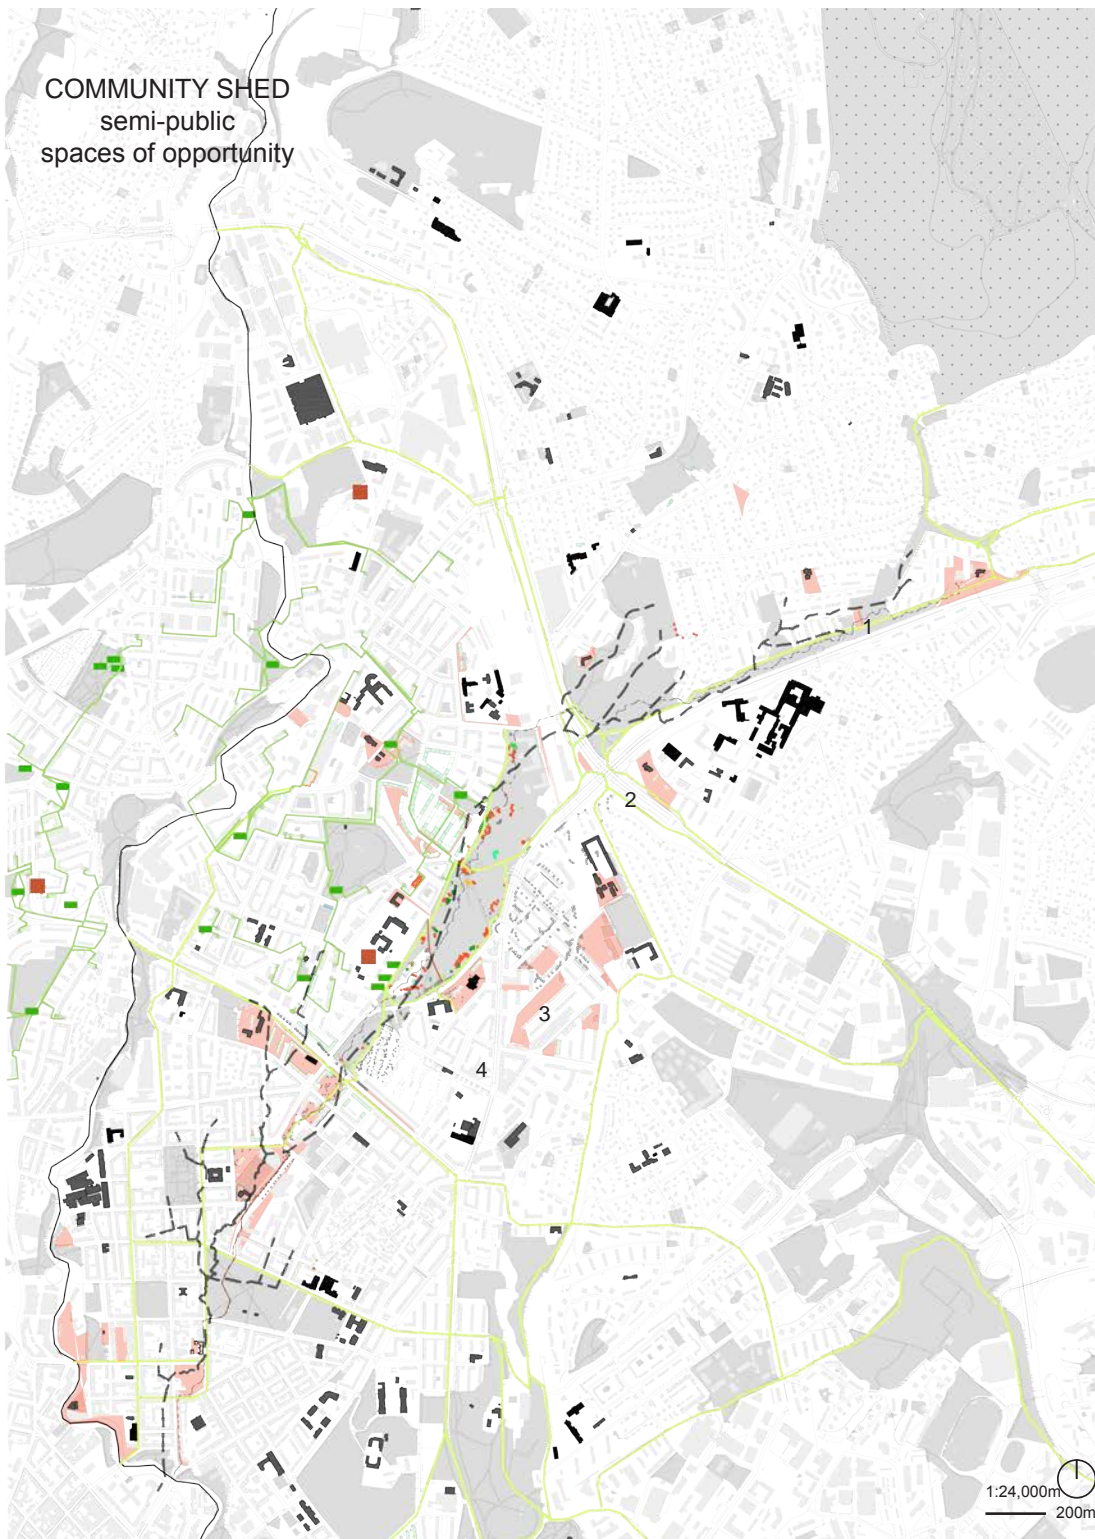 COMMUNITY SHED
semi-public
spaces of opportunity
1
2
3
4
1:24,000m
200m